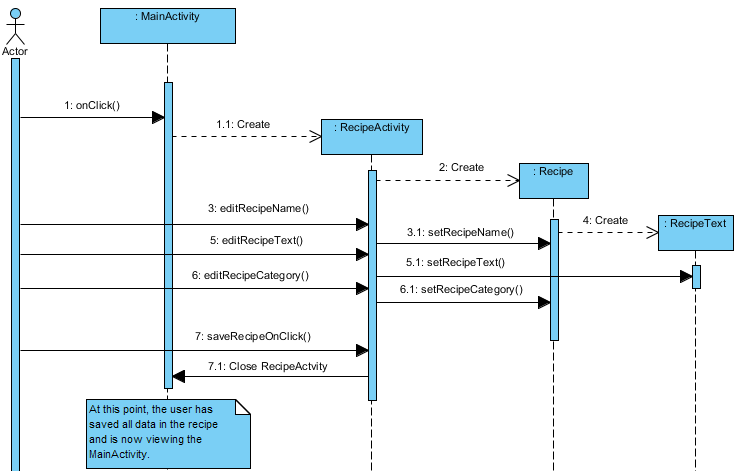 : MainActivity
Actor
1: onClick()
1.1: Create
: RecipeActivity
2: Create
: Recipe
3: editRecipeName()
4: Create
: RecipeText
3.1: setRecipeName()
5: editRecipeText()
5.1: setRecipeText()
6: editRecipeCategory()
6.1: setRecipeCategory()
7: saveRecipeOnClick()
7.1: Close RecipeActvity
At this point, the user has
saved all data in the recipe
and is now viewing the
MainActivity.